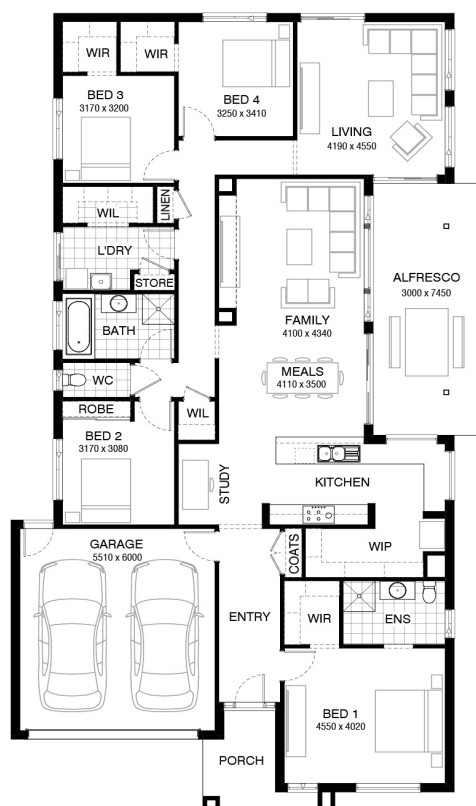 WIR
WIR
BED 3
3170 x 3200
BED 4
3250 x 3410
LIVING
4190 x 4550
WIL
LINEN
L'DRY
STORE
ALFRESCO
3000 x 7450
BATH
FAMILY
4100 x 4340
MEALS
4110 x 3500
WC
ROBE
WIL
BED 2
3170 x 3080
STUDY
KITCHEN
GARAGE
5510 x 6000
COATS
WIP
ENTRY
WIR
ENS
BED 1
4550 x 4020
PORCH